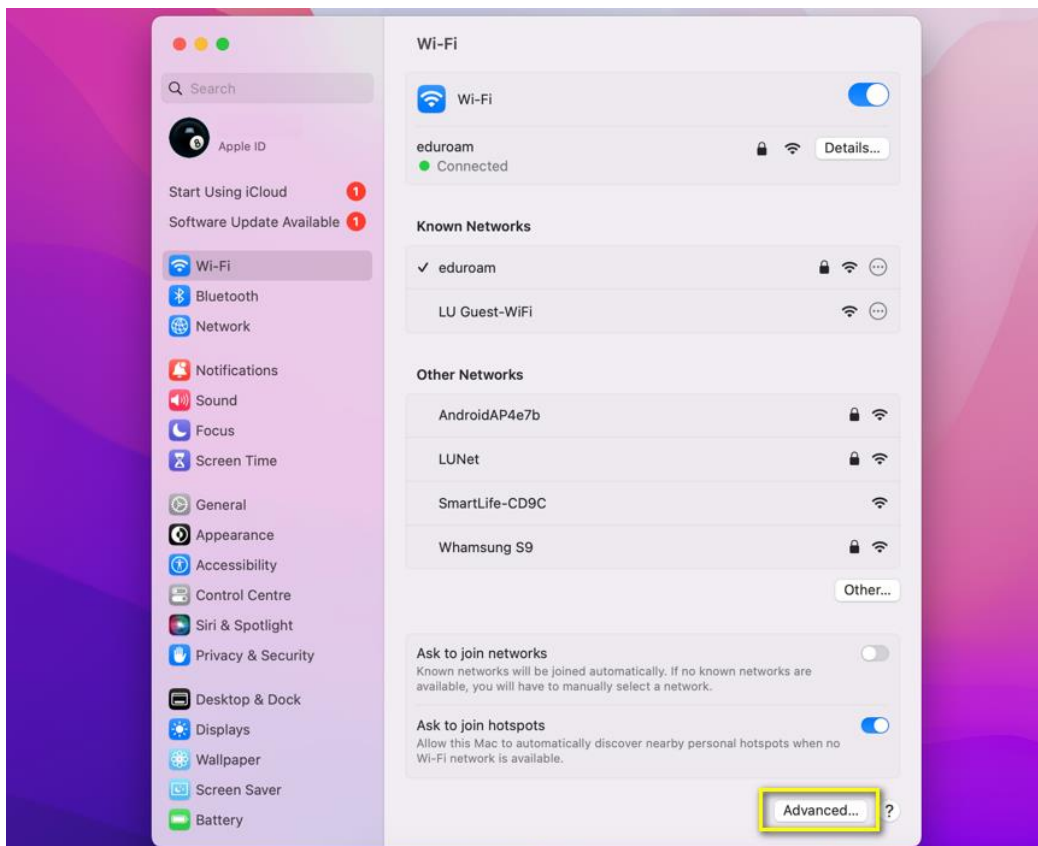 Search
Apple ID
Start Using iCloud 1
Software Update Available 1
Wi-Fi
Bluetooth
Network
Notifications
Sound
Focus
Screen Time
General
Appearance
Accessibility
Control Centre
Siri & Spotlight
Privacy & Security
Desktop & Dock
Displays
Wallpaper
Screen Saver
Battery
Wi-Fi
Wi-Fi
eduroam
Connected
Details...
Known Networks
eduroam
LU Guest-WiFi
Other Networks
AndroidAP4e7b
LUNet
SmartLife-CD9C
Whamsung S9
Other...
Ask to join networks
Known networks will be joined automatically. If no known networks are
available, you will have to manually select a network.
Ask to join hotspots
Allow this Mac to automatically discover nearby personal hotspots when no
Wi-Fi network is available.
Advanced... ?